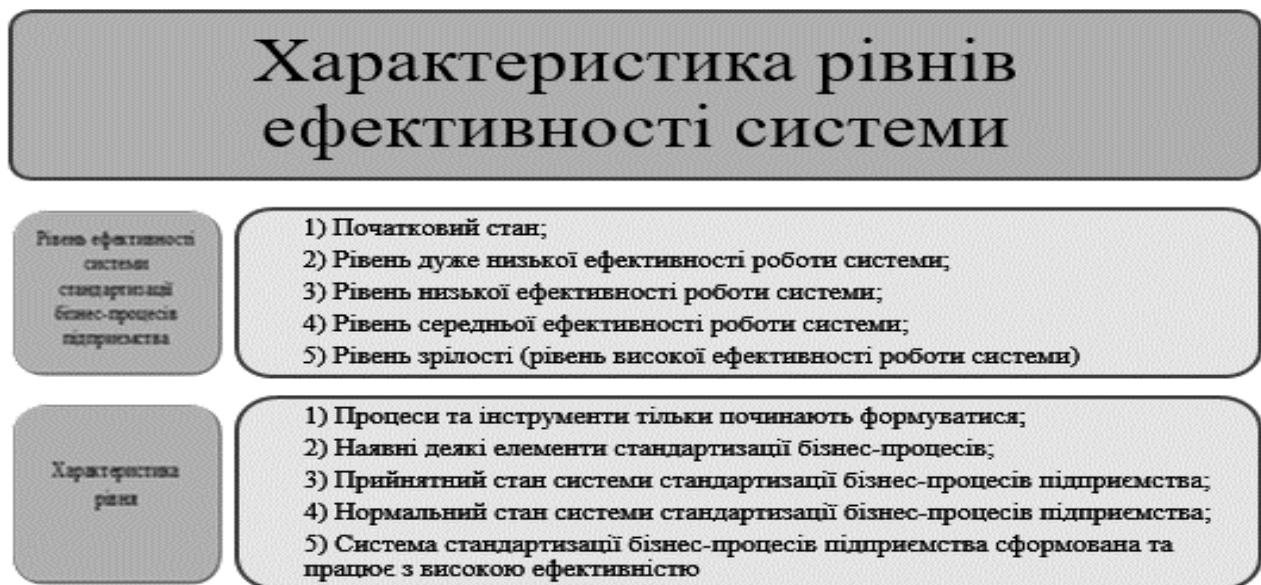 Характеристика рівнів
ефективності системи
Рівень ефективності
системи
стандартизації
бізнес-процесів
підприємства
1) Початковий стан;
2) Рівень дуже низької ефективності роботи системи;
3) Рівень низької ефективності роботи системи;
4) Рівень середньої ефективності роботи системи;
5) Рівень зрілості (рівень високої ефективності роботи системи)
Характеристика
рівня
1) Процеси та інструменти тільки починають формуватися;
2) Наявні деякі елементи стандартизації бізнес-процесів;
3) Прийнятний стан системи стандартизації бізнес-процесів підприємства;
4) Нормальний стан системи стандартизації бізнес-процесів підприємства;
5) Система стандартизації бізнес-процесів підприємства сформована та
працює з високою ефективністю